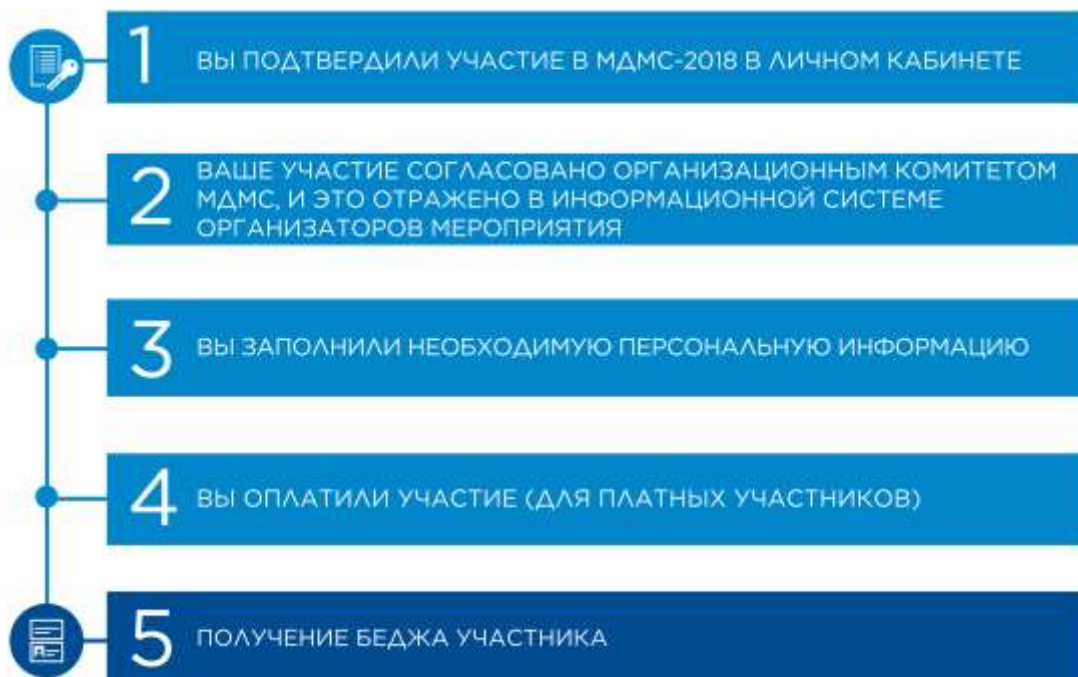 1
ВЫ ПОДТВЕРДИЛИ УЧАСТИЕ В МДМС-2018 В ЛИЧНОМ КАБИНЕТЕ
2
ВАШЕ УЧАСТИЕ СОГЛАСОВАНО ОРГАНИЗАЦИОННЫМ КОМИТЕТОМ
МДМС, И ЭТО ОТРАЖЕНО В ИНФОРМАЦИОННОЙ СИСТЕМЕ
ОРГАНИЗАТОРОВ МЕРОПРИЯТИЯ
3
ВЫ ЗАПОЛНИЛИ НЕОБХОДИМУЮ ПЕРСОНАЛЬНУЮ ИНФОРМАЦИЮ
4
ВЫ ОПЛАТИЛИ УЧАСТИЕ (ДЛЯ ПЛАТНЫХ УЧАСТНИКОВ)
5
ПОЛУЧЕНИЕ БЕДЖА УЧАСТНИКА